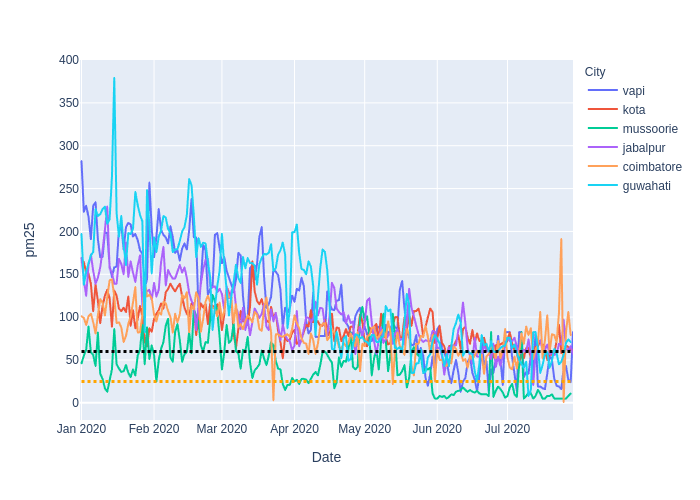 400
350
300
250
200
150
100
50
0
pm25
Jan 2020
Feb 2020
Mar 2020
Apr 2020
May 2020
Jun 2020
Jul 2020
Date
City
vapi
kota
mussoorie
jabalpur
coimbatore
guwahati